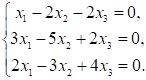 x₁ − 2x₂ − 2x₃ = 0,
3x₁ − 5x₂ + 2x₃ = 0,
2x₁ − 3x₂ + 4x₃ = 0.